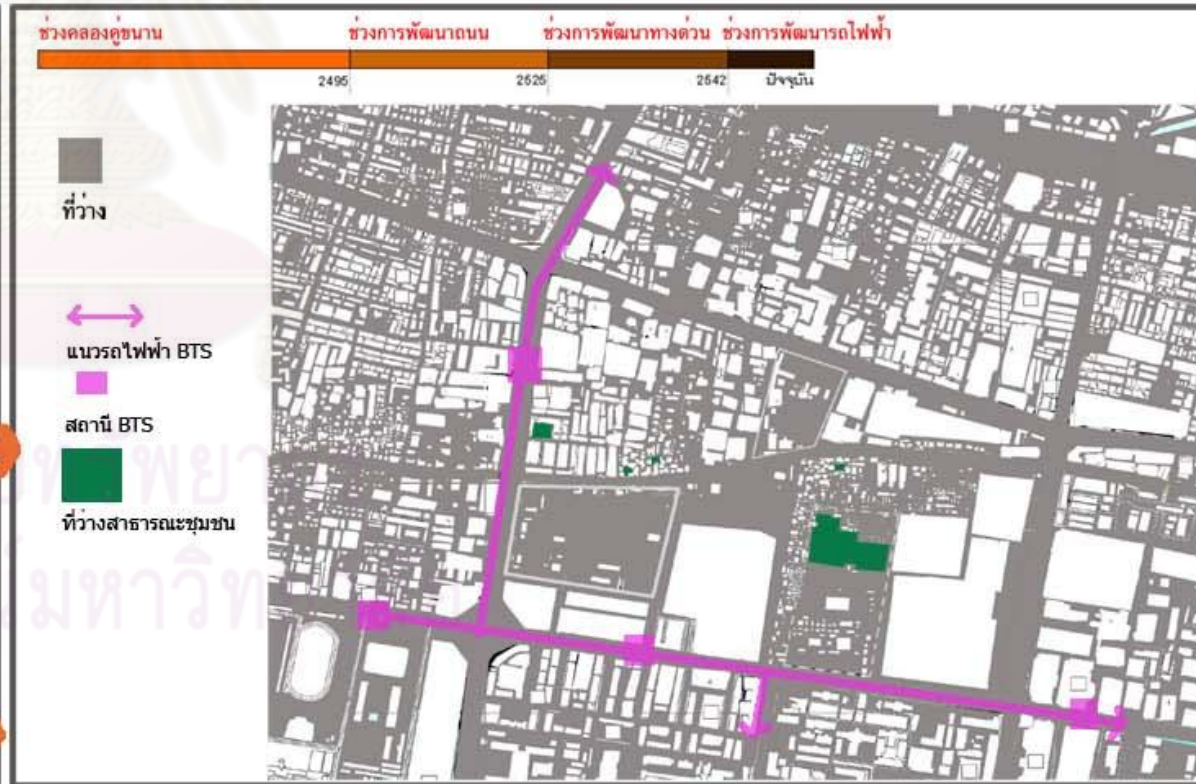 ช่วงคลองคู่ขนาน ช่วงการพัฒนาถนน ช่วงการพัฒนาทางด่วน ช่วงการพัฒนารถไฟฟ้า
2495 2525 2542 ปัจจุบัน
ที่ว่าง
แนวรถไฟฟ้า BTS
สถานี BTS
ที่ว่างสาธารณะชุมชน